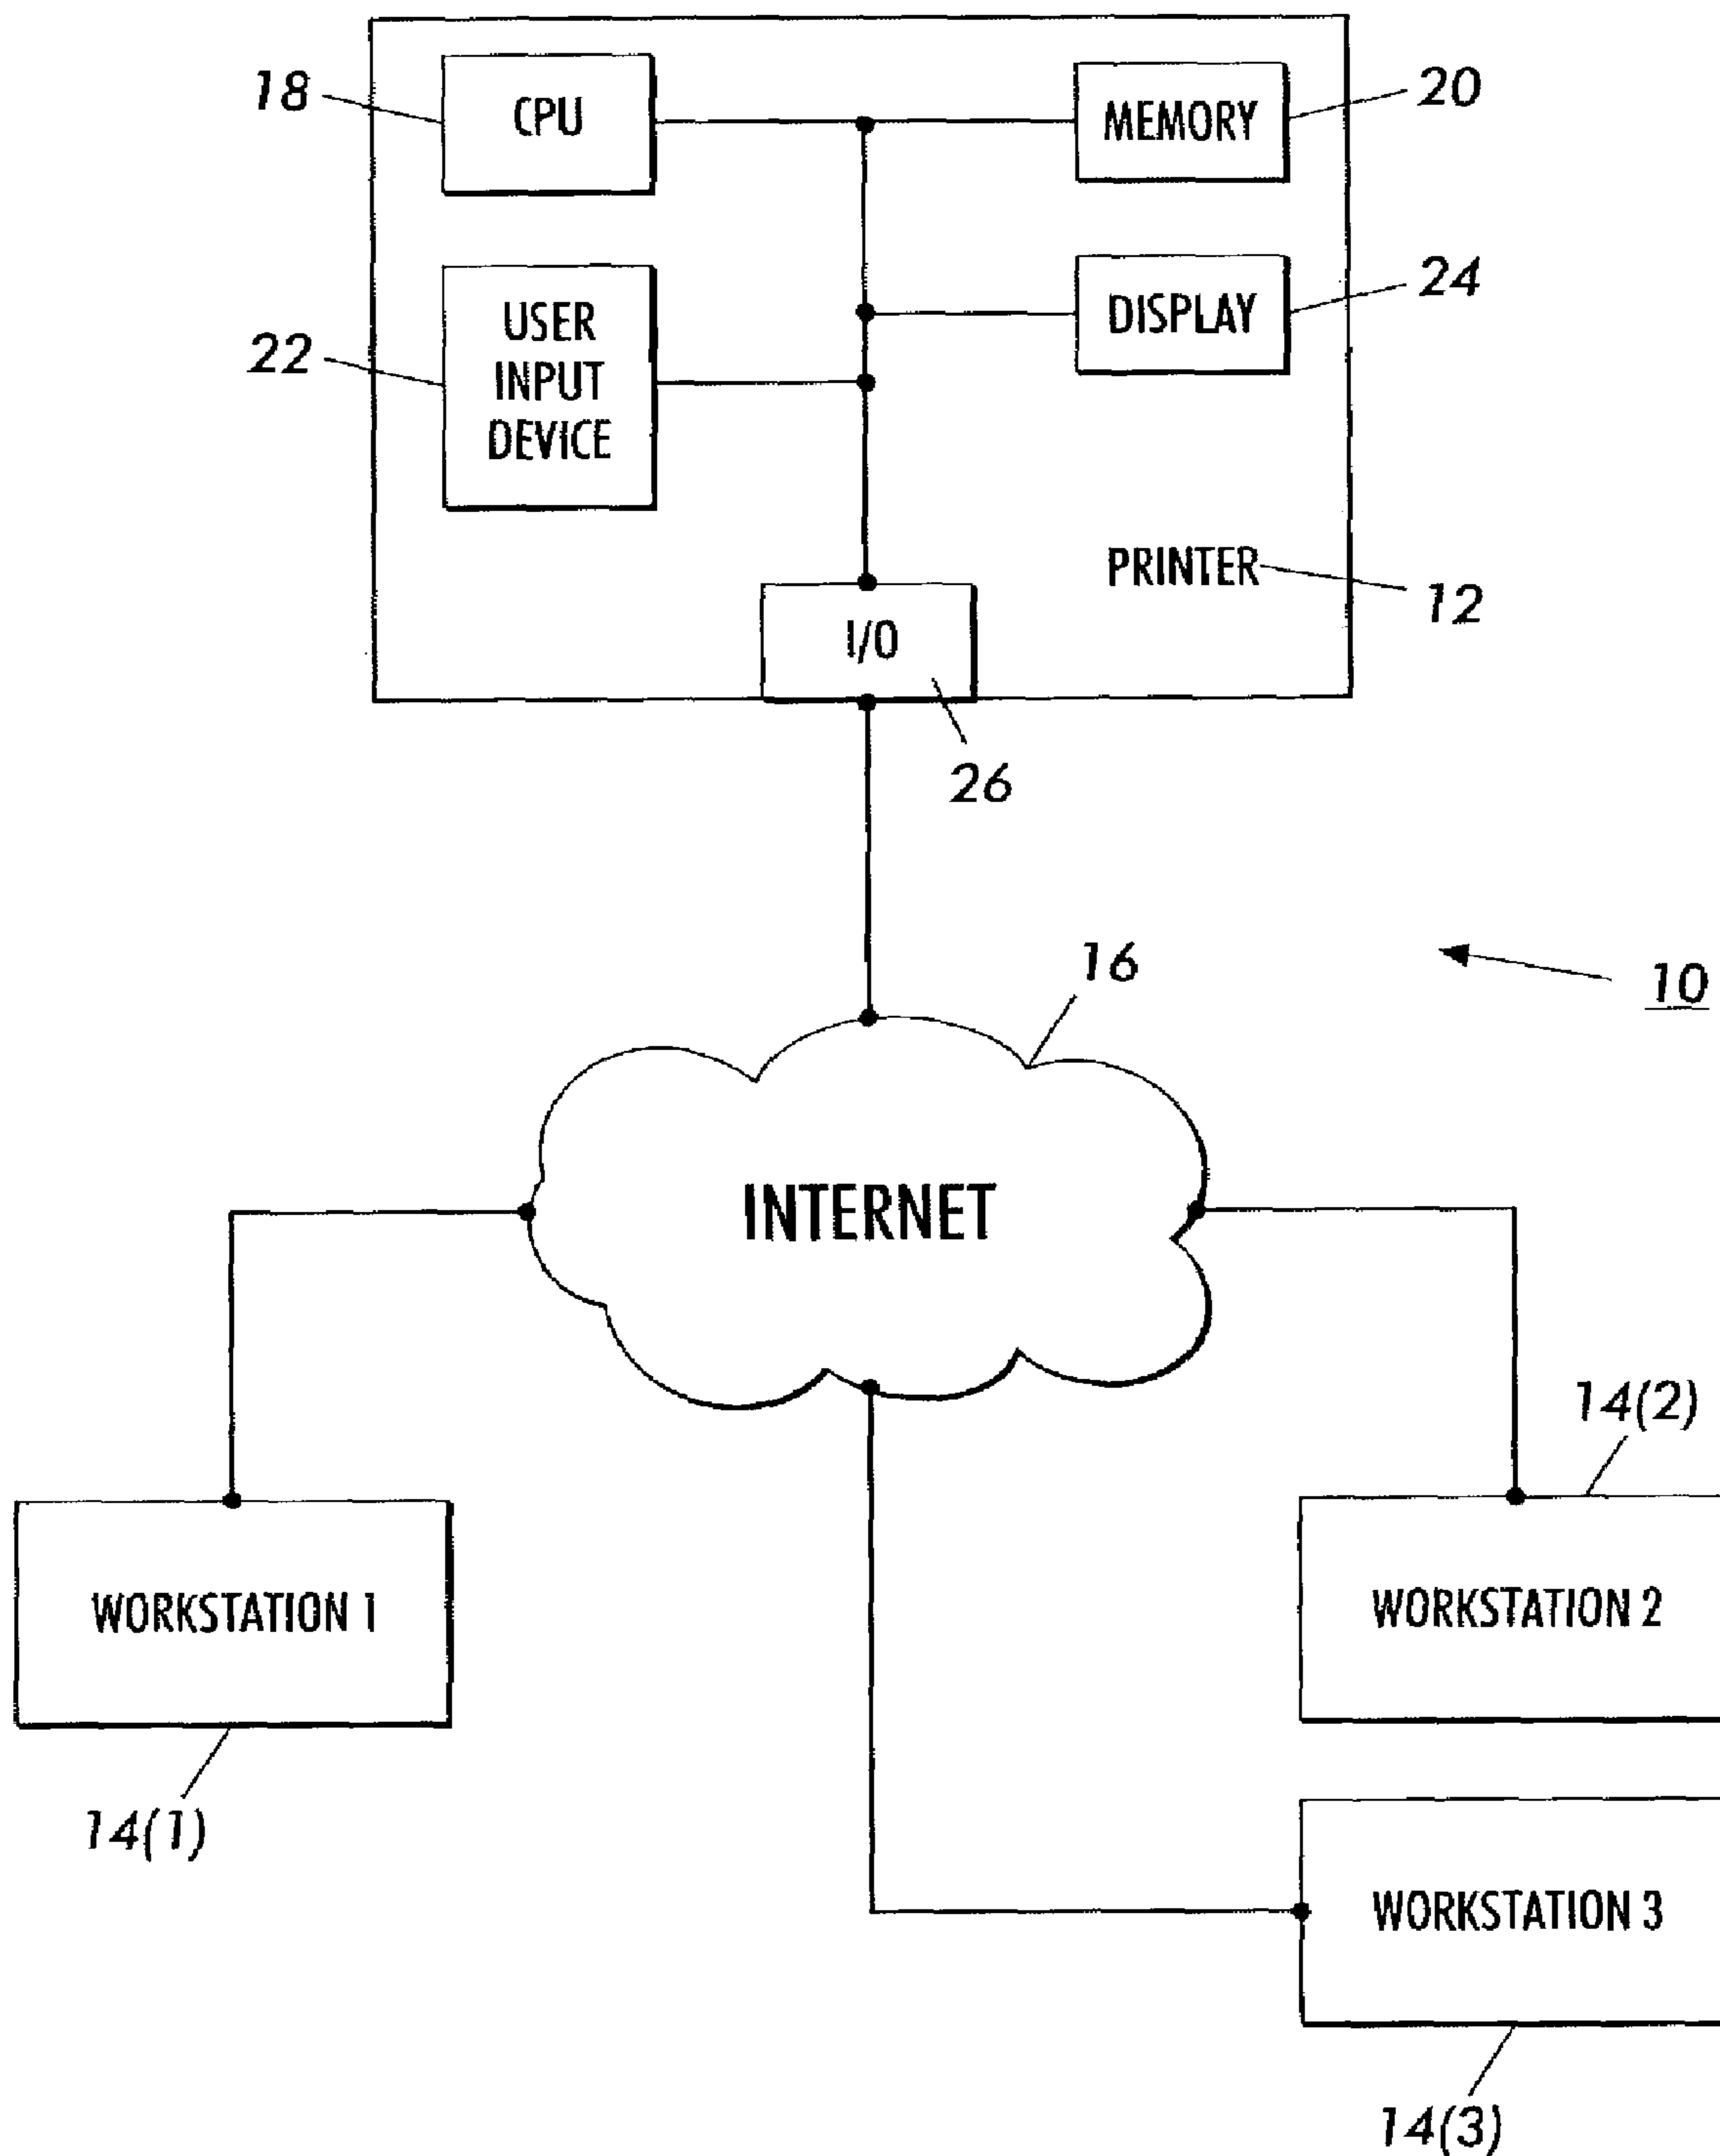 18
CPU
MEMORY
20
22
USER
INPUT
DEVICE
DISPLAY
24
PRINTER
12
I/O
26
16
10
INTERNET
14(2)
WORKSTATION 1
WORKSTATION 2
14(1)
WORKSTATION 3
14(3)